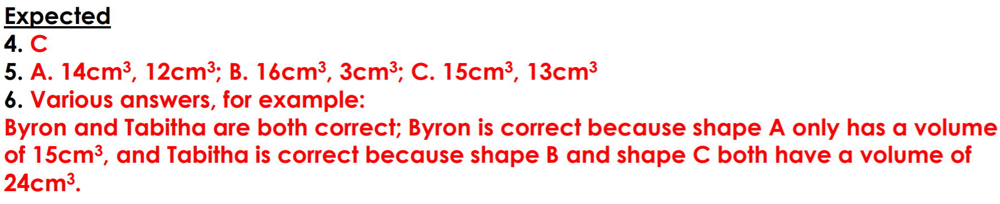 Expected
4. C
5. A. 14cm³, 12cm³; B. 16cm³, 3cm³; C. 15cm³, 13cm³
6. Various answers, for example:
Byron and Tabitha are both correct; Byron is correct because shape A only has a volume
of 15cm³, and Tabitha is correct because shape B and shape C both have a volume of
24cm³.